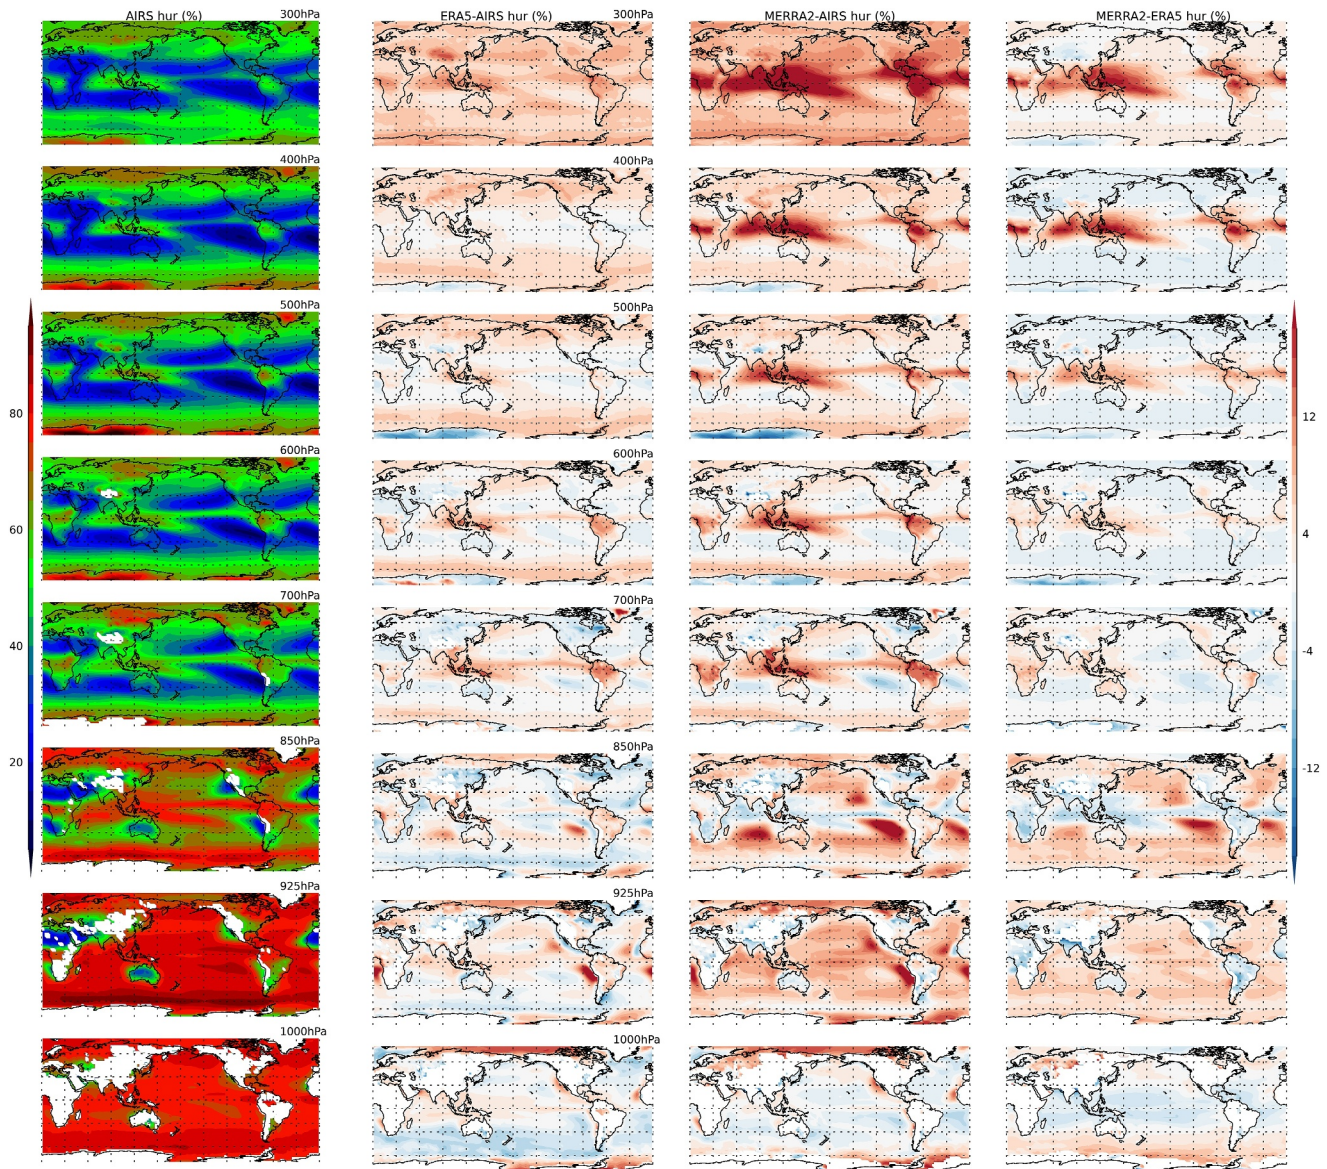 AIRS hur (%)
300hPa
ERA5-AIRS hur (%)
300hPa
MERRA2-AIRS hur (%)
MERRA2-ERA5 hur (%)
400hPa
400hPa
500hPa
500hPa
80
12
600hPa
600hPa
60
4
700hPa
700hPa
40
-4
850hPa
850hPa
20
-12
925hPa
925hPa
1000hPa
1000hPa